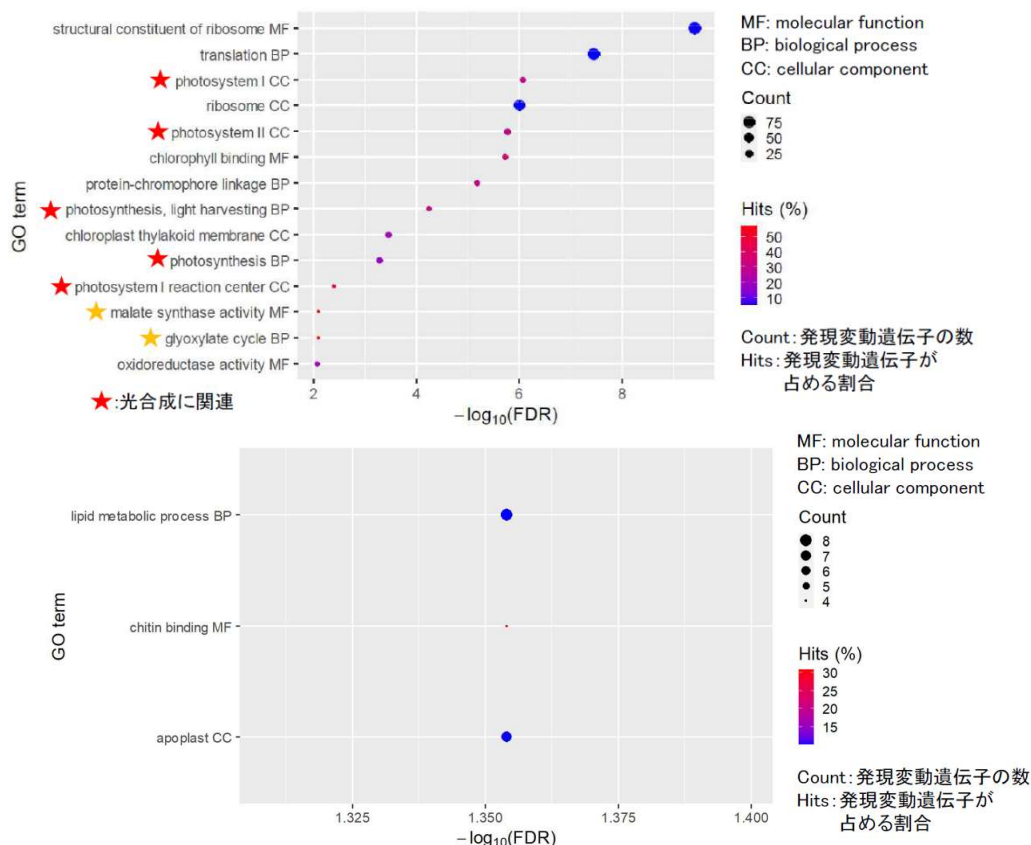 structural constituent of ribosome MF
translation BP
photosystem I CC
ribosome CC
photosystem II CC
chlorophyll binding MF
protein-chromophore linkage BP
photosynthesis, light harvesting BP
chloroplast thylakoid membrane CC
photosynthesis BP
photosystem I reaction center CC
malate synthase activity MF
glyoxylate cycle BP
oxidoreductase activity MF
GO term
2 4 6 8
−log10(FDR)
★:光合成に関連
MF: molecular function
BP: biological process
CC: cellular component
Count
75
50
25
Hits (%)
50
40
30
20
10
Count:発現変動遺伝子の数
Hits:発現変動遺伝子が
占める割合
lipid metabolic process BP
chitin binding MF
apoplast CC
GO term
1.325 1.350 1.375 1.400
−log10(FDR)
MF: molecular function
BP: biological process
CC: cellular component
Count
8
7
6
5
4
Hits (%)
30
25
20
15
Count:発現変動遺伝子の数
Hits:発現変動遺伝子が
占める割合